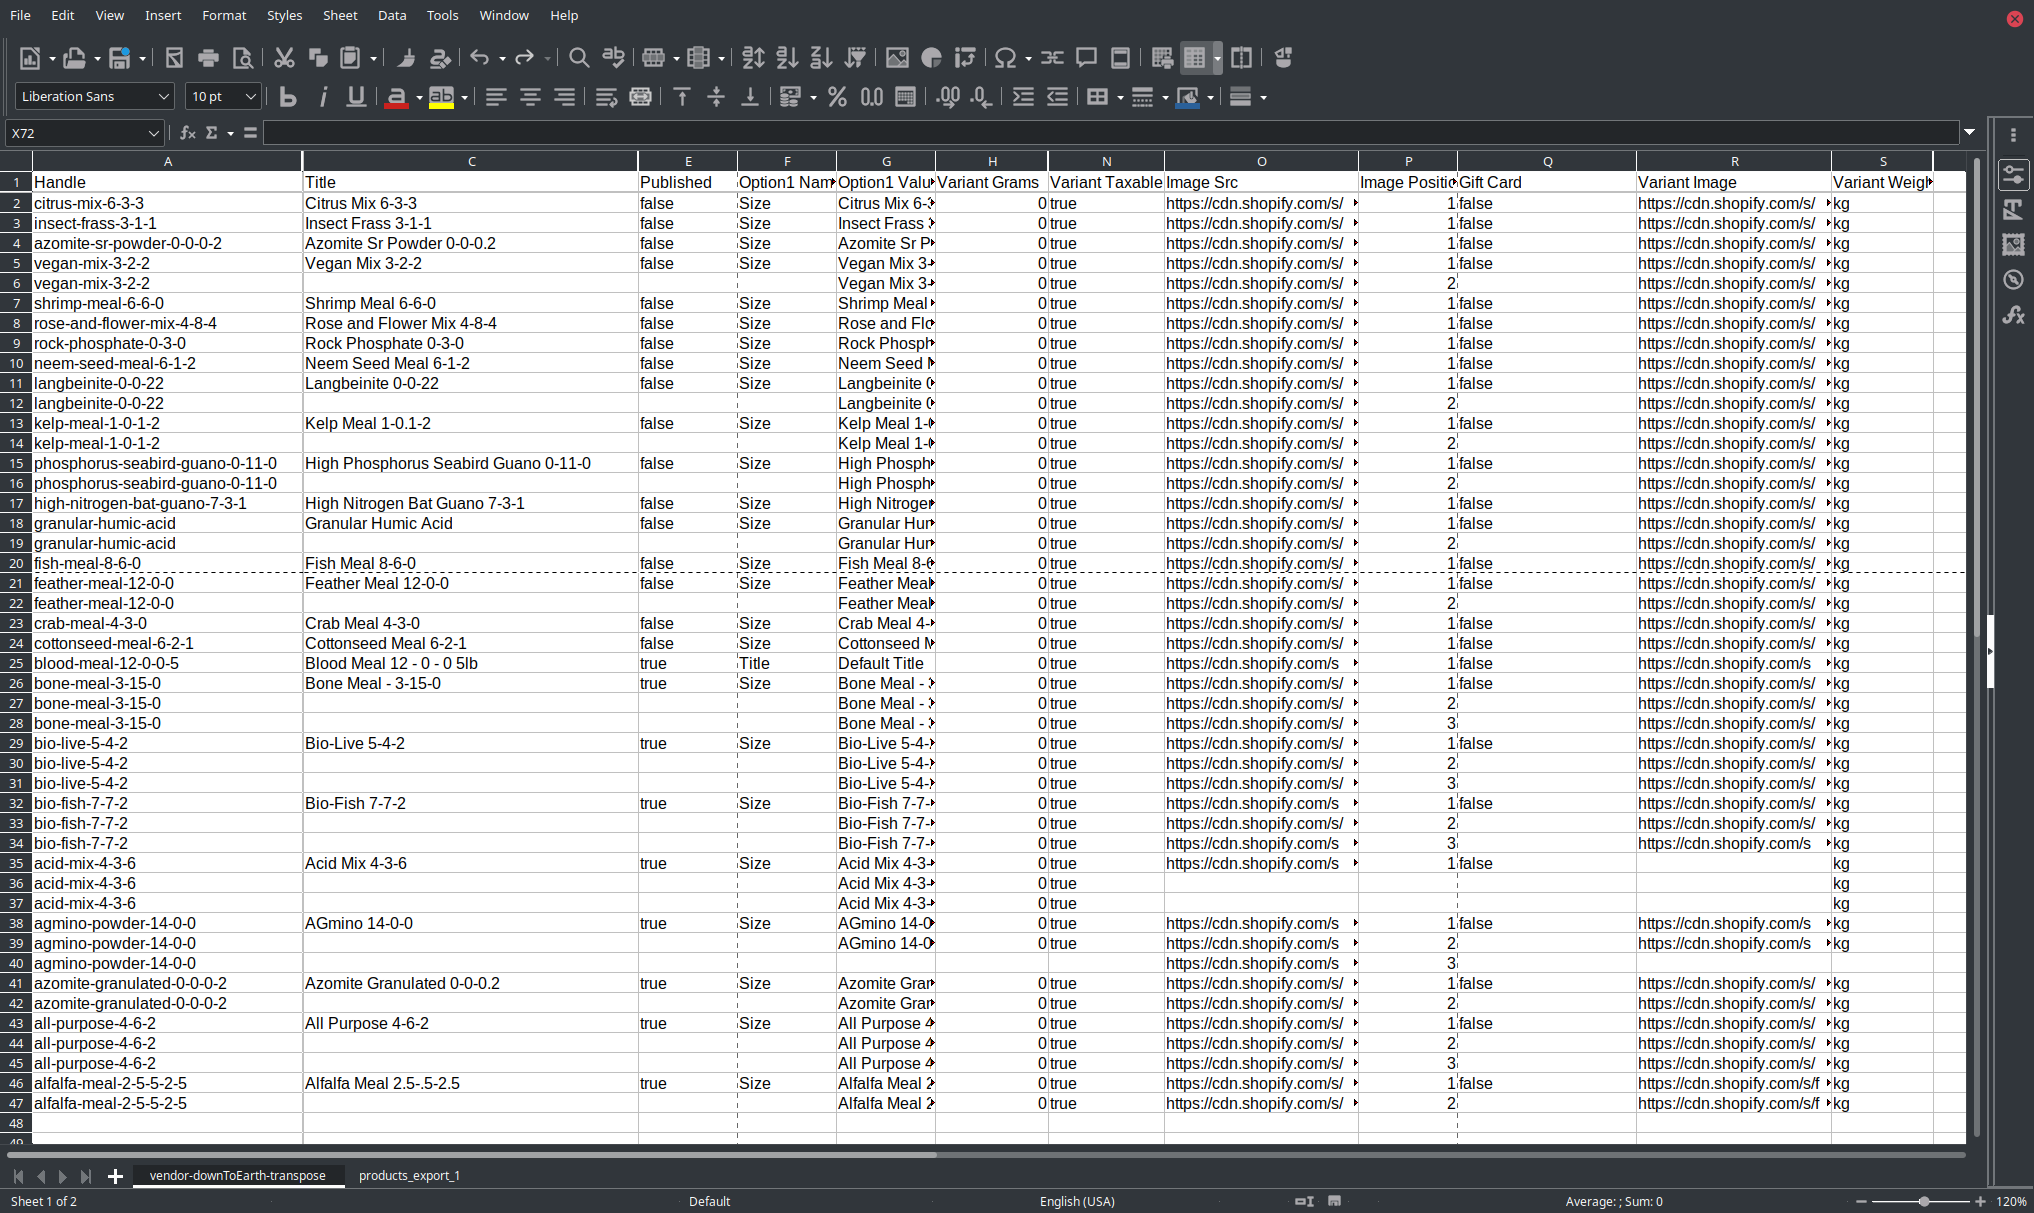 File Edit View Insert Format Styles Sheet Data Tools Window Help
Liberation Sans 10 pt
X72
A C E F G H N O P Q R S
1 Handle Title Published Option1 Nam Option1 Valu Variant Grams Variant Taxable Image Src Image Positio Gift Card Variant Image Variant Weigh
2 citrus-mix-6-3-3 Citrus Mix 6-3-3 false Size Citrus Mix 6-3 0 true https://cdn.shopify.com/s/ 1 false https://cdn.shopify.com/s/ kg
3 insect-frass-3-1-1 Insect Frass 3-1-1 false Size Insect Frass 0 true https://cdn.shopify.com/s/ 1 false https://cdn.shopify.com/s/ kg
4 azomite-sr-powder-0-0-0-2 Azomite Sr Powder 0-0-0.2 false Size Azomite Sr P 0 true https://cdn.shopify.com/s/ 1 false https://cdn.shopify.com/s/ kg
5 vegan-mix-3-2-2 Vegan Mix 3-2-2 false Size Vegan Mix 3- 0 true https://cdn.shopify.com/s/ 1 false https://cdn.shopify.com/s/ kg
6 vegan-mix-3-2-2 Vegan Mix 3- 0 true https://cdn.shopify.com/s/ 2 https://cdn.shopify.com/s/ kg
7 shrimp-meal-6-6-0 Shrimp Meal 6-6-0 false Size Shrimp Meal 0 true https://cdn.shopify.com/s/ 1 false https://cdn.shopify.com/s/ kg
8 rose-and-flower-mix-4-8-4 Rose and Flower Mix 4-8-4 false Size Rose and Flo 0 true https://cdn.shopify.com/s/ 1 false https://cdn.shopify.com/s/ kg
9 rock-phosphate-0-3-0 Rock Phosphate 0-3-0 false Size Rock Phosph 0 true https://cdn.shopify.com/s/ 1 false https://cdn.shopify.com/s/ kg
10 neem-seed-meal-6-1-2 Neem Seed Meal 6-1-2 false Size Neem Seed M 0 true https://cdn.shopify.com/s/ 1 false https://cdn.shopify.com/s/ kg
11 langbeinite-0-0-22 Langbeinite 0-0-22 false Size Langbeinite 0 0 true https://cdn.shopify.com/s/ 1 false https://cdn.shopify.com/s/ kg
12 langbeinite-0-0-22 Langbeinite 0 0 true https://cdn.shopify.com/s/ 2 https://cdn.shopify.com/s/ kg
13 kelp-meal-1-0-1-2 Kelp Meal 1-0.1-2 false Size Kelp Meal 1-0 0 true https://cdn.shopify.com/s/ 1 false https://cdn.shopify.com/s/ kg
14 kelp-meal-1-0-1-2 Kelp Meal 1-0 0 true https://cdn.shopify.com/s/ 2 https://cdn.shopify.com/s/ kg
15 phosphorus-seabird-guano-0-11-0 High Phosphorus Seabird Guano 0-11-0 false Size High Phosph 0 true https://cdn.shopify.com/s/ 1 false https://cdn.shopify.com/s/ kg
16 phosphorus-seabird-guano-0-11-0 High Phosph 0 true https://cdn.shopify.com/s/ 2 https://cdn.shopify.com/s/ kg
17 high-nitrogen-bat-guano-7-3-1 High Nitrogen Bat Guano 7-3-1 false Size High Nitroger 0 true https://cdn.shopify.com/s/ 1 false https://cdn.shopify.com/s/ kg
18 granular-humic-acid Granular Humic Acid false Size Granular Hum 0 true https://cdn.shopify.com/s/ 1 false https://cdn.shopify.com/s/ kg
19 granular-humic-acid Granular Hum 0 true https://cdn.shopify.com/s/ 2 https://cdn.shopify.com/s/ kg
20 fish-meal-8-6-0 Fish Meal 8-6-0 false Size Fish Meal 8-6 0 true https://cdn.shopify.com/s/ 1 false https://cdn.shopify.com/s/ kg
21 feather-meal-12-0-0 Feather Meal 12-0-0 false Size Feather Meal 0 true https://cdn.shopify.com/s/ 1 false https://cdn.shopify.com/s/ kg
22 feather-meal-12-0-0 Feather Meal 0 true https://cdn.shopify.com/s/ 2 https://cdn.shopify.com/s/ kg
23 crab-meal-4-3-0 Crab Meal 4-3-0 false Size Crab Meal 4- 0 true https://cdn.shopify.com/s/ 1 false https://cdn.shopify.com/s/ kg
24 cottonseed-meal-6-2-1 Cottonseed Meal 6-2-1 false Size Cottonseed M 0 true https://cdn.shopify.com/s/ 1 false https://cdn.shopify.com/s/ kg
25 blood-meal-12-0-0-5 Blood Meal 12 - 0 - 0 5lb true Title Default Title 0 true https://cdn.shopify.com/s 1 false https://cdn.shopify.com/s kg
26 bone-meal-3-15-0 Bone Meal - 3-15-0 true Size Bone Meal - 3 0 true https://cdn.shopify.com/s/ 1 false https://cdn.shopify.com/s/ kg
27 bone-meal-3-15-0 Bone Meal - 3 0 true https://cdn.shopify.com/s/ 2 https://cdn.shopify.com/s/ kg
28 bone-meal-3-15-0 Bone Meal - 3 0 true https://cdn.shopify.com/s/ 3 https://cdn.shopify.com/s/ kg
29 bio-live-5-4-2 Bio-Live 5-4-2 true Size Bio-Live 5-4- 0 true https://cdn.shopify.com/s/ 1 false https://cdn.shopify.com/s/ kg
30 bio-live-5-4-2 Bio-Live 5-4- 0 true https://cdn.shopify.com/s/ 2 https://cdn.shopify.com/s/ kg
31 bio-live-5-4-2 Bio-Live 5-4- 0 true https://cdn.shopify.com/s/ 3 https://cdn.shopify.com/s/ kg
32 bio-fish-7-7-2 Bio-Fish 7-7-2 true Size Bio-Fish 7-7- 0 true https://cdn.shopify.com/s 1 false https://cdn.shopify.com/s/ kg
33 bio-fish-7-7-2 Bio-Fish 7-7- 0 true https://cdn.shopify.com/s/ 2 https://cdn.shopify.com/s/ kg
34 bio-fish-7-7-2 Bio-Fish 7-7- 0 true https://cdn.shopify.com/s 3 https://cdn.shopify.com/s kg
35 acid-mix-4-3-6 Acid Mix 4-3-6 true Size Acid Mix 4-3- 0 true https://cdn.shopify.com/s 1 false kg
36 acid-mix-4-3-6 Acid Mix 4-3- 0 true kg
37 acid-mix-4-3-6 Acid Mix 4-3- 0 true kg
38 agmino-powder-14-0-0 AGmino 14-0-0 true Size AGmino 14-0 0 true https://cdn.shopify.com/s 1 false https://cdn.shopify.com/s kg
39 agmino-powder-14-0-0 AGmino 14-0 0 true https://cdn.shopify.com/s 2 https://cdn.shopify.com/s kg
40 agmino-powder-14-0-0 https://cdn.shopify.com/s 3
41 azomite-granulated-0-0-0-2 Azomite Granulated 0-0-0.2 true Size Azomite Gran 0 true https://cdn.shopify.com/s/ 1 false https://cdn.shopify.com/s/ kg
42 azomite-granulated-0-0-0-2 Azomite Gran 0 true https://cdn.shopify.com/s/ 2 https://cdn.shopify.com/s/ kg
43 all-purpose-4-6-2 All Purpose 4-6-2 true Size All Purpose 4 0 true https://cdn.shopify.com/s/ 1 false https://cdn.shopify.com/s/ kg
44 all-purpose-4-6-2 All Purpose 4 0 true https://cdn.shopify.com/s/ 2 https://cdn.shopify.com/s/ kg
45 all-purpose-4-6-2 All Purpose 4 0 true https://cdn.shopify.com/s/ 3 https://cdn.shopify.com/s/ kg
46 alfalfa-meal-2-5-5-2-5 Alfalfa Meal 2.5-.5-2.5 true Size Alfalfa Meal 2 0 true https://cdn.shopify.com/s/ 1 false https://cdn.shopify.com/s/f kg
47 alfalfa-meal-2-5-5-2-5 Alfalfa Meal 2 0 true https://cdn.shopify.com/s/ 2 https://cdn.shopify.com/s/f kg
48
49
vendor-downToEarth-transpose products_export_1
Sheet 1 of 2 Default English (USA) Average: ; Sum: 0 120%